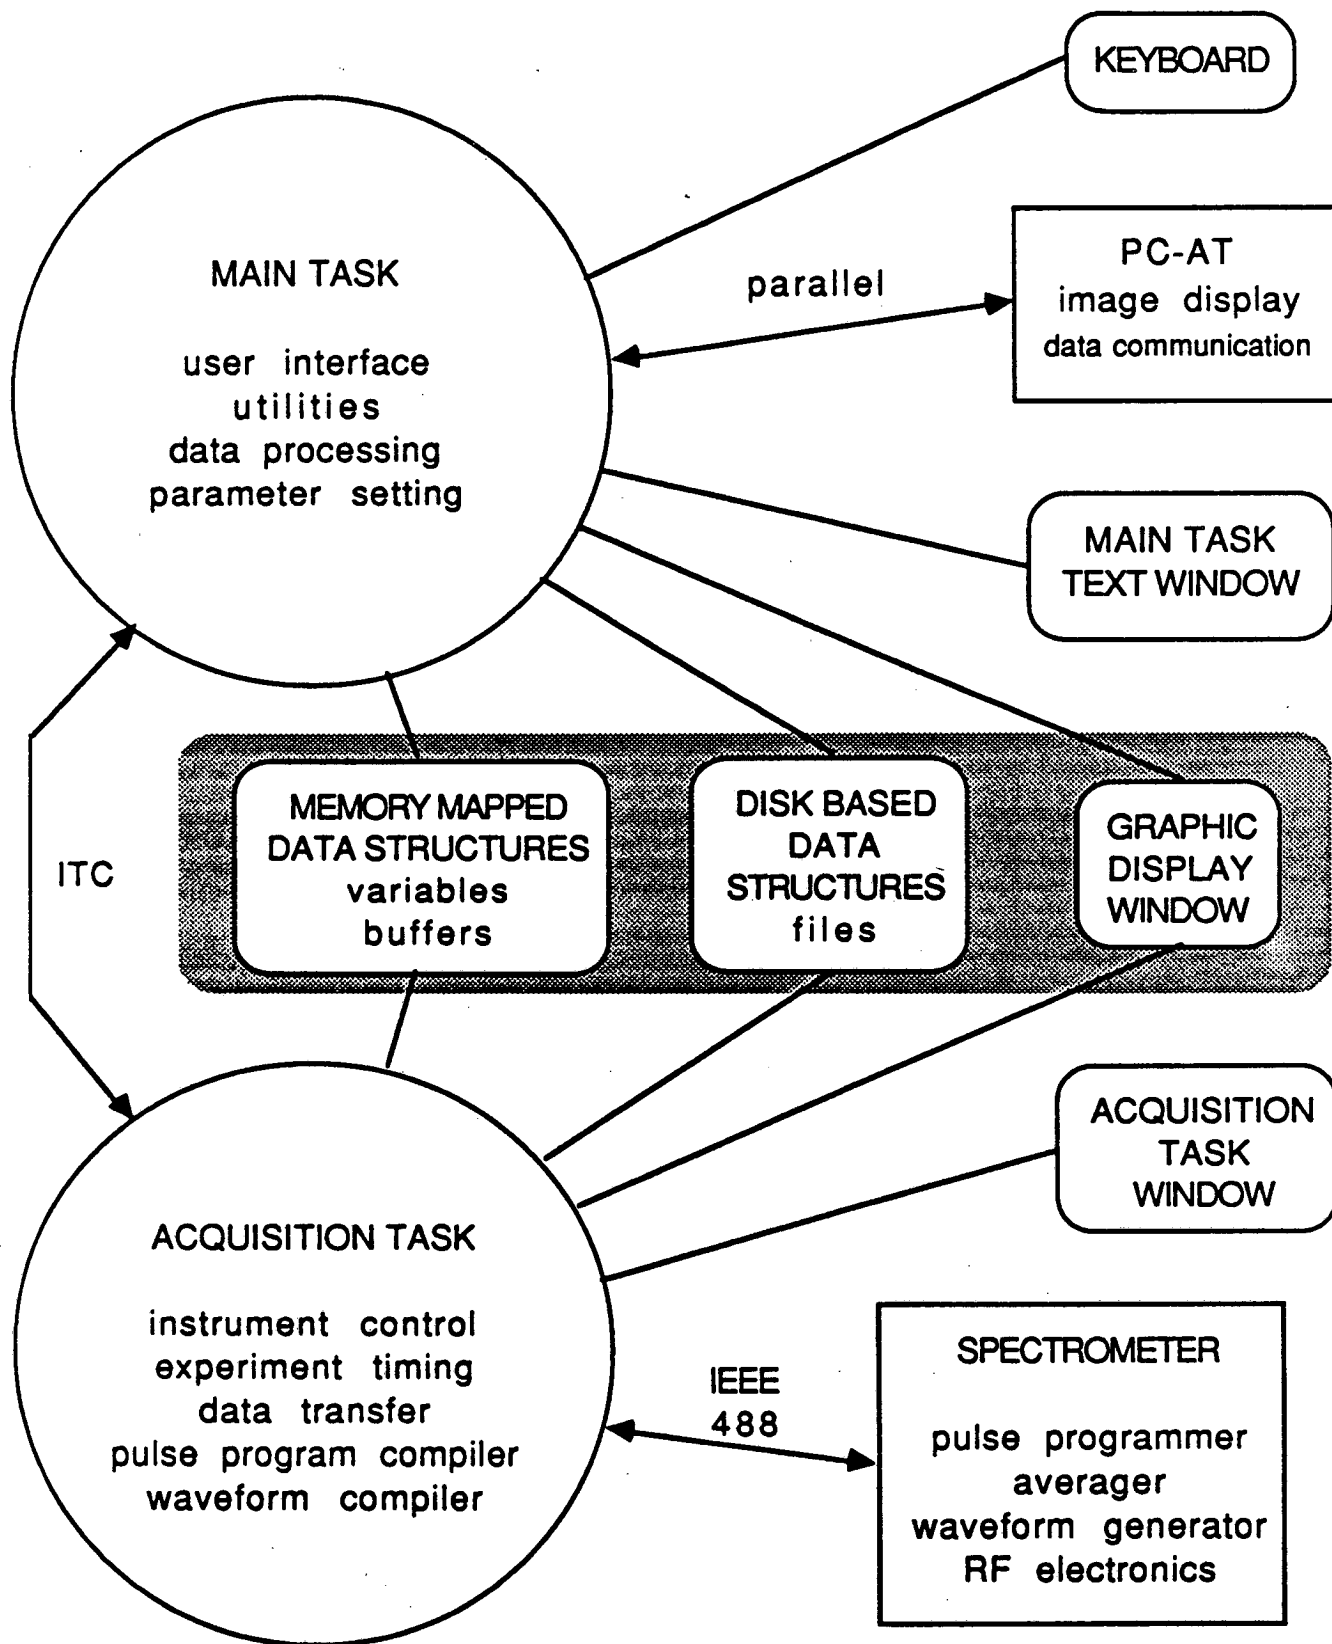 KEYBOARD
MAIN TASK
user interface
utilities
data processing
parameter setting
parallel
PC-AT
image display
data communication
MAIN TASK
TEXT WINDOW
ITC
MEMORY MAPPED
DATA STRUCTURES
variables
buffers
DISK BASED
DATA
STRUCTURES
files
GRAPHIC
DISPLAY
WINDOW
ACQUISITION
TASK
WINDOW
ACQUISITION TASK
instrument control
experiment timing
data transfer
pulse program compiler
waveform compiler
IEEE
488
SPECTROMETER
pulse programmer
averager
waveform generator
RF electronics